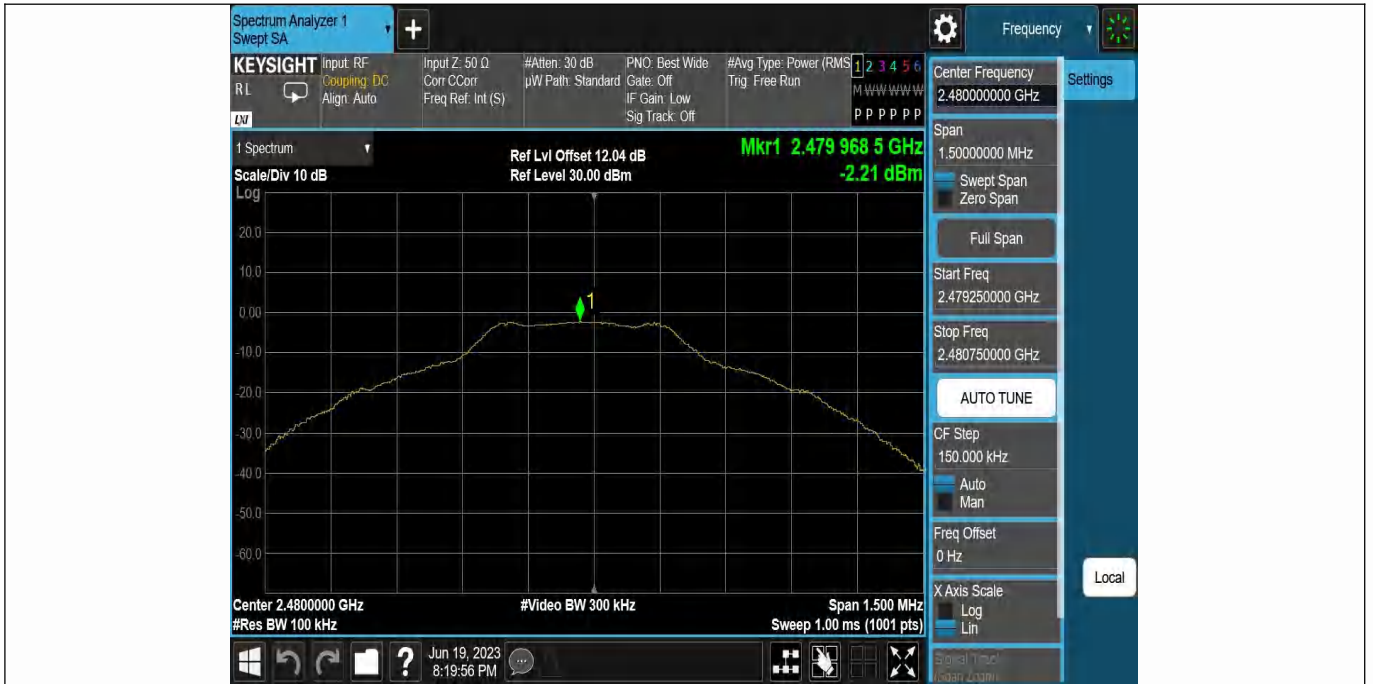 Spectrum Analyzer 1
Swept SA
+
Frequency
KEYSIGHT
RL
LXI
Input: RF
Coupling: DC
Align: Auto
Input Z: 50 Ω
Corr CCorr
Freq Ref: Int (S)
#Atten: 30 dB
µW Path: Standard
PNO: Best Wide
Gate: Off
IF Gain: Low
Sig Track: Off
#Avg Type: Power (RMS
Trig: Free Run
1 2 3 4 5 6
M W W W W W
P P P P P P
1 Spectrum
Scale/Div 10 dB
Log
Ref Lvl Offset 12.04 dB
Ref Level 30.00 dBm
Mkr1 2.479 968 5 GHz
-2.21 dBm
20.0
10.0
0.00
-10.0
-20.0
-30.0
-40.0
-50.0
-60.0
1
Center 2.4800000 GHz
#Res BW 100 kHz
#Video BW 300 kHz
Span 1.500 MHz
Sweep 1.00 ms (1001 pts)
Center Frequency
2.480000000 GHz
Settings
Span
1.50000000 MHz
Swept Span
Zero Span
Full Span
Start Freq
2.479250000 GHz
Stop Freq
2.480750000 GHz
AUTO TUNE
CF Step
150.000 kHz
Auto
Man
Freq Offset
0 Hz
X Axis Scale
Log
Lin
Local
Signal Track
(Span Zoom)
?
Jun 19, 2023
8:19:56 PM